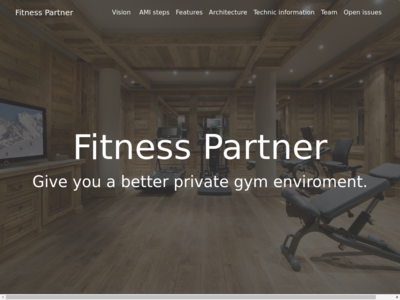 Fitness Partner Vision AMI steps Features Architecture Technic information Team Open issues
Fitness Partner
Give you a better private gym enviroment.